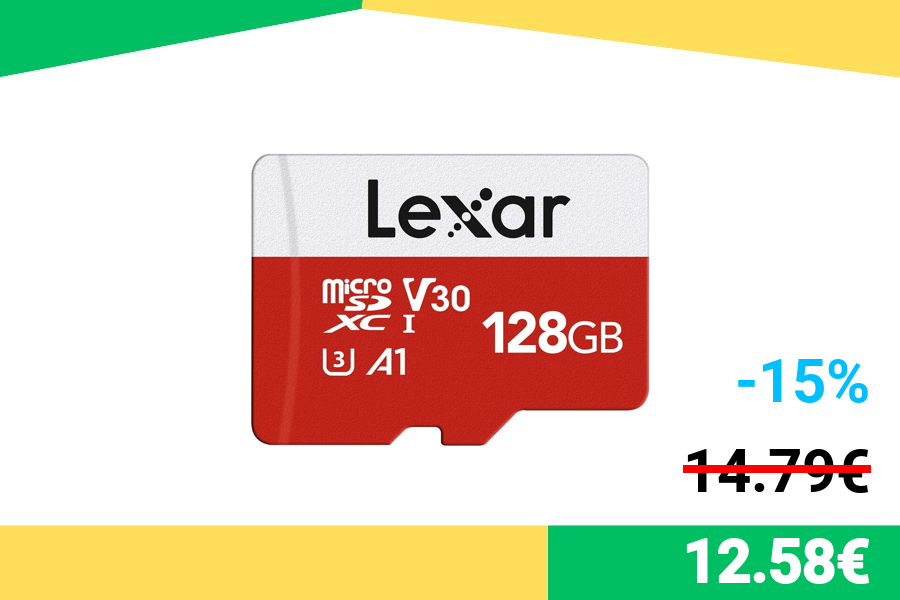 Lexar
micro SD XC I V30
128GB
U3 A1
-15%
14.79€
12.58€